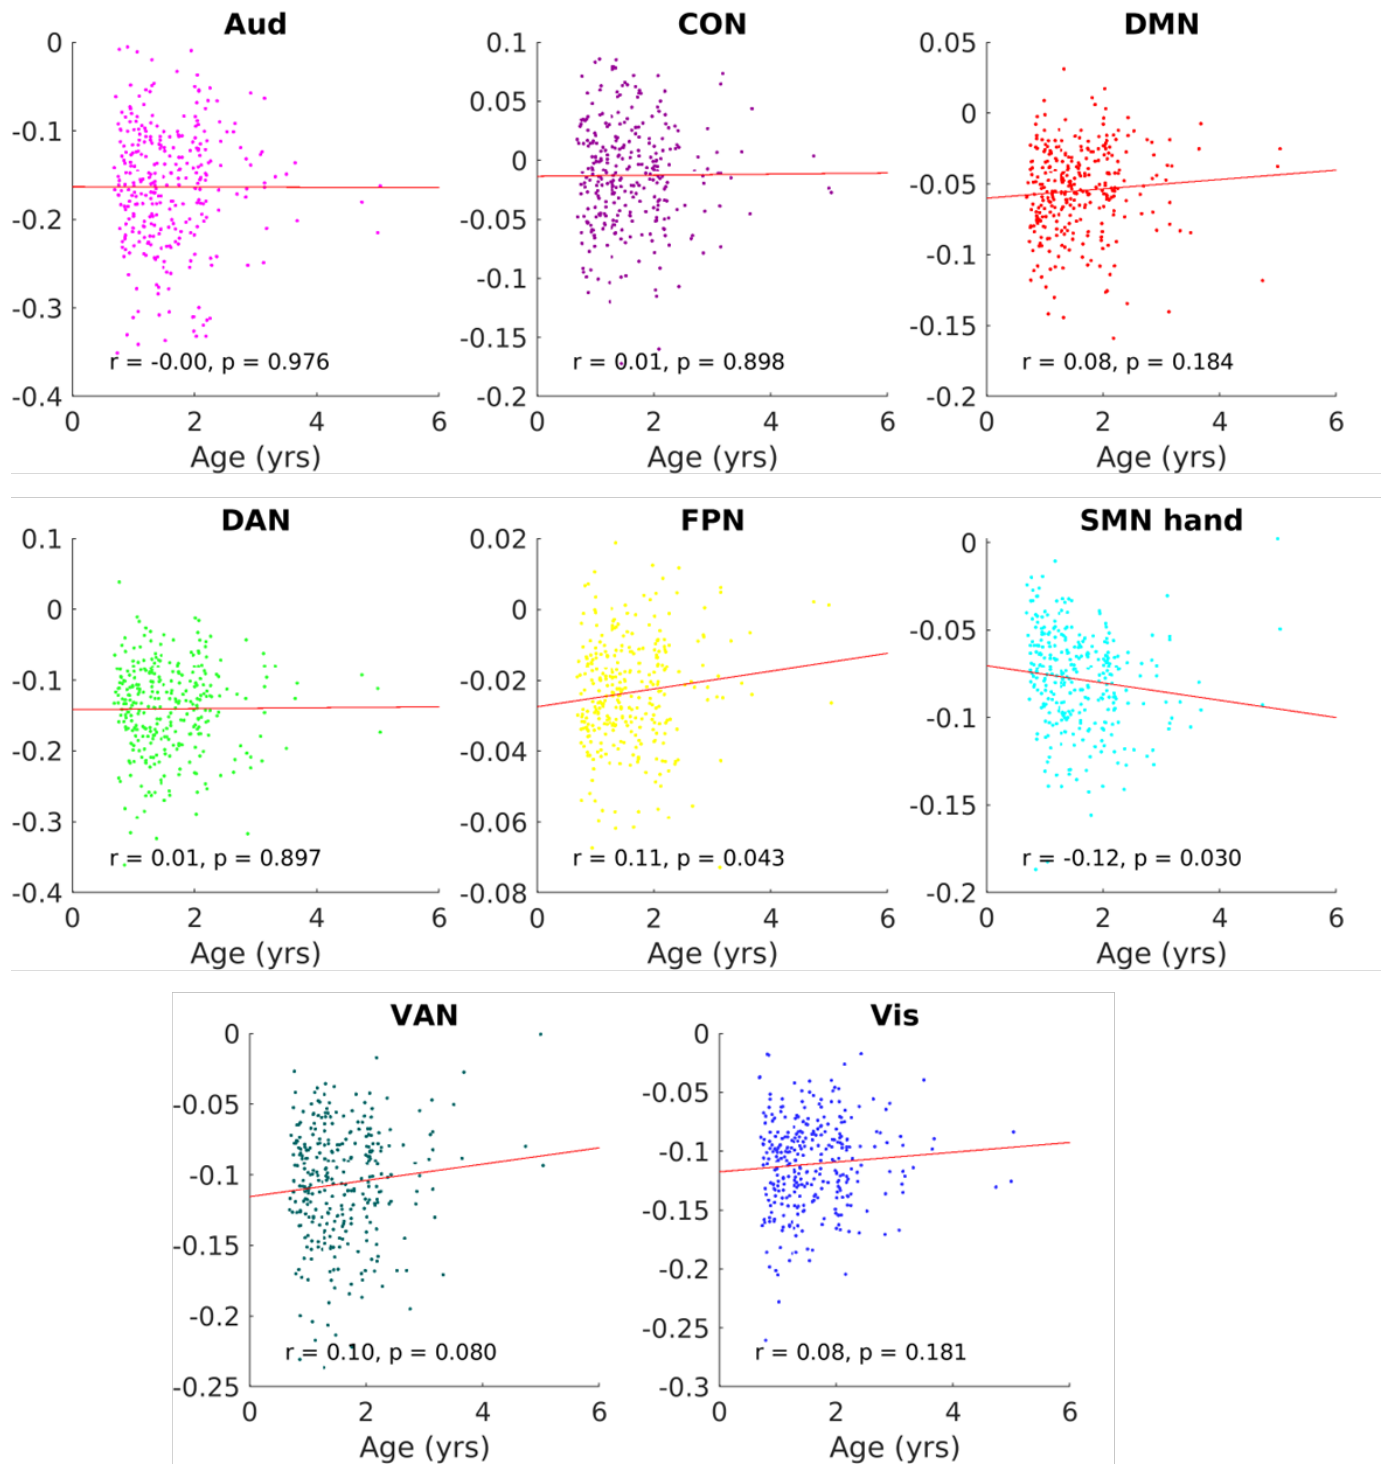 Aud
0
-0.1
-0.2
-0.3
-0.4
r = -0.00, p = 0.976
0 2 4 6
Age (yrs)
CON
0.1
0.05
0
-0.05
-0.1
-0.15
-0.2
r = 0.01, p = 0.898
0 2 4 6
Age (yrs)
DMN
0.05
0
-0.05
-0.1
-0.15
-0.2
r = 0.08, p = 0.184
0 2 4 6
Age (yrs)
DAN
0.1
0
-0.1
-0.2
-0.3
-0.4
r = 0.01, p = 0.897
0 2 4 6
Age (yrs)
FPN
0.02
0
-0.02
-0.04
-0.06
-0.08
r = 0.11, p = 0.043
0 2 4 6
Age (yrs)
SMN hand
0
-0.05
-0.1
-0.15
-0.2
r = -0.12, p = 0.030
0 2 4 6
Age (yrs)
VAN
0
-0.05
-0.1
-0.15
-0.2
-0.25
r = 0.10, p = 0.080
0 2 4 6
Age (yrs)
Vis
0
-0.05
-0.1
-0.15
-0.2
-0.25
-0.3
r = 0.08, p = 0.181
0 2 4 6
Age (yrs)